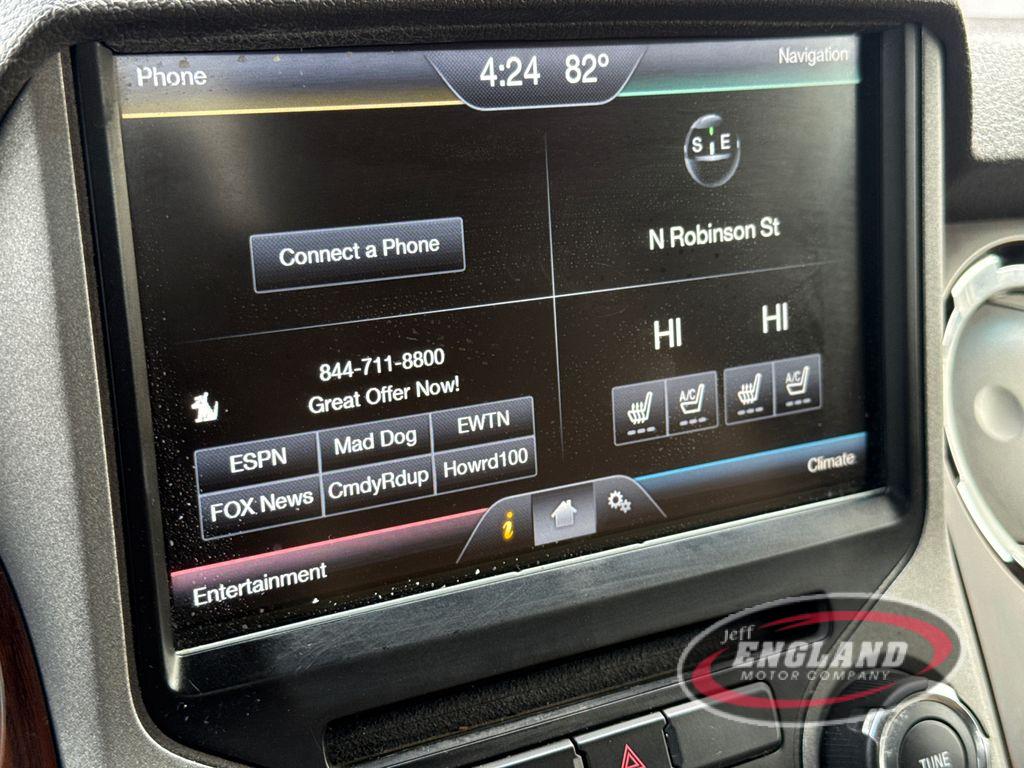 Phone
4:24 82°
Navigation
S E
Connect a Phone
N Robinson St
HI HI
844-711-8800
Great Offer Now!
A/C A/C
ESPN Mad Dog EWTN
FOX News CmdyRdup Howrd100
Climate
i
Entertainment
Jeff
ENGLAND
MOTOR COMPANY
TUNE